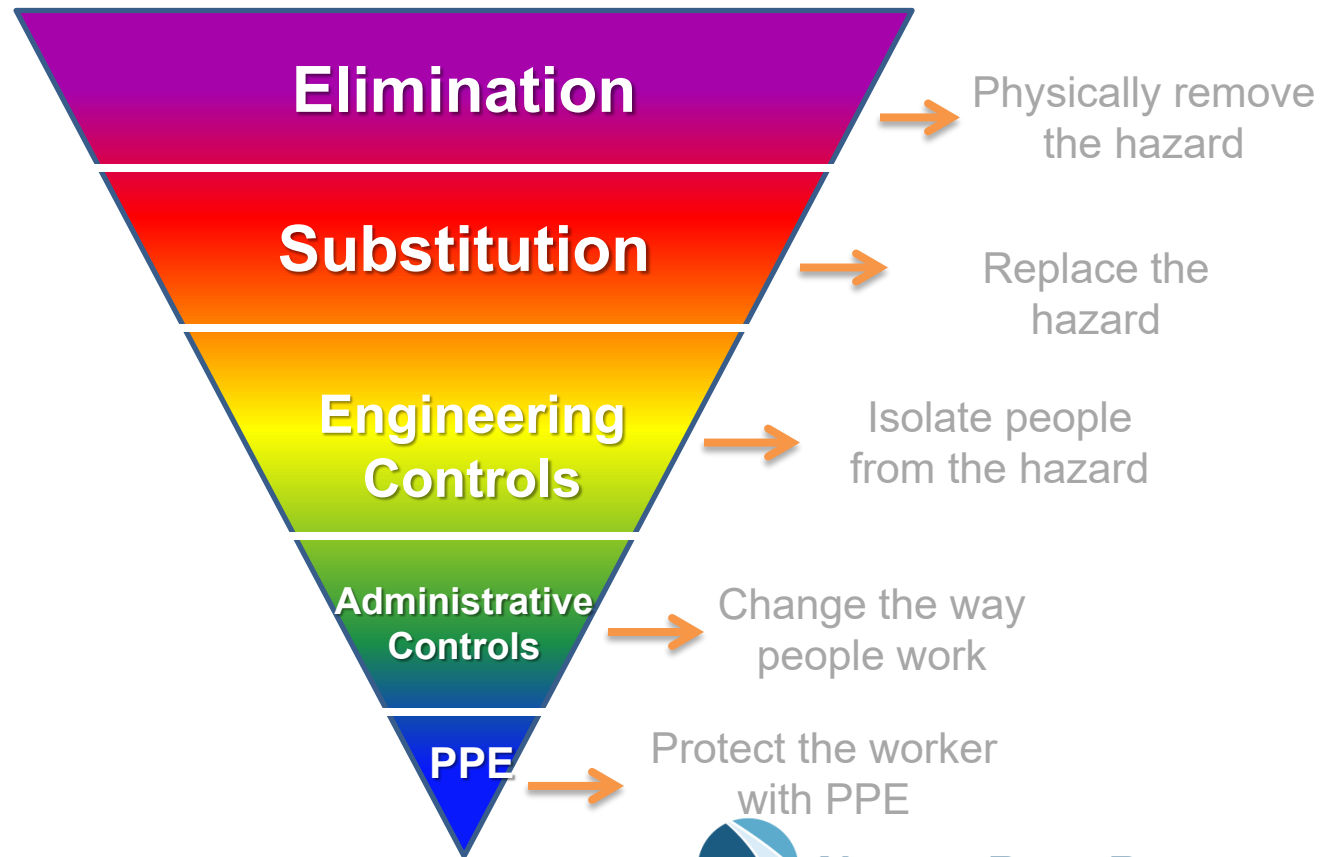 Elimination
Physically remove
the hazard
Substitution
Replace the
hazard
Engineering
Controls
Isolate people
from the hazard
Administrative
Controls
Change the way
people work
PPE
Protect the worker
with PPE